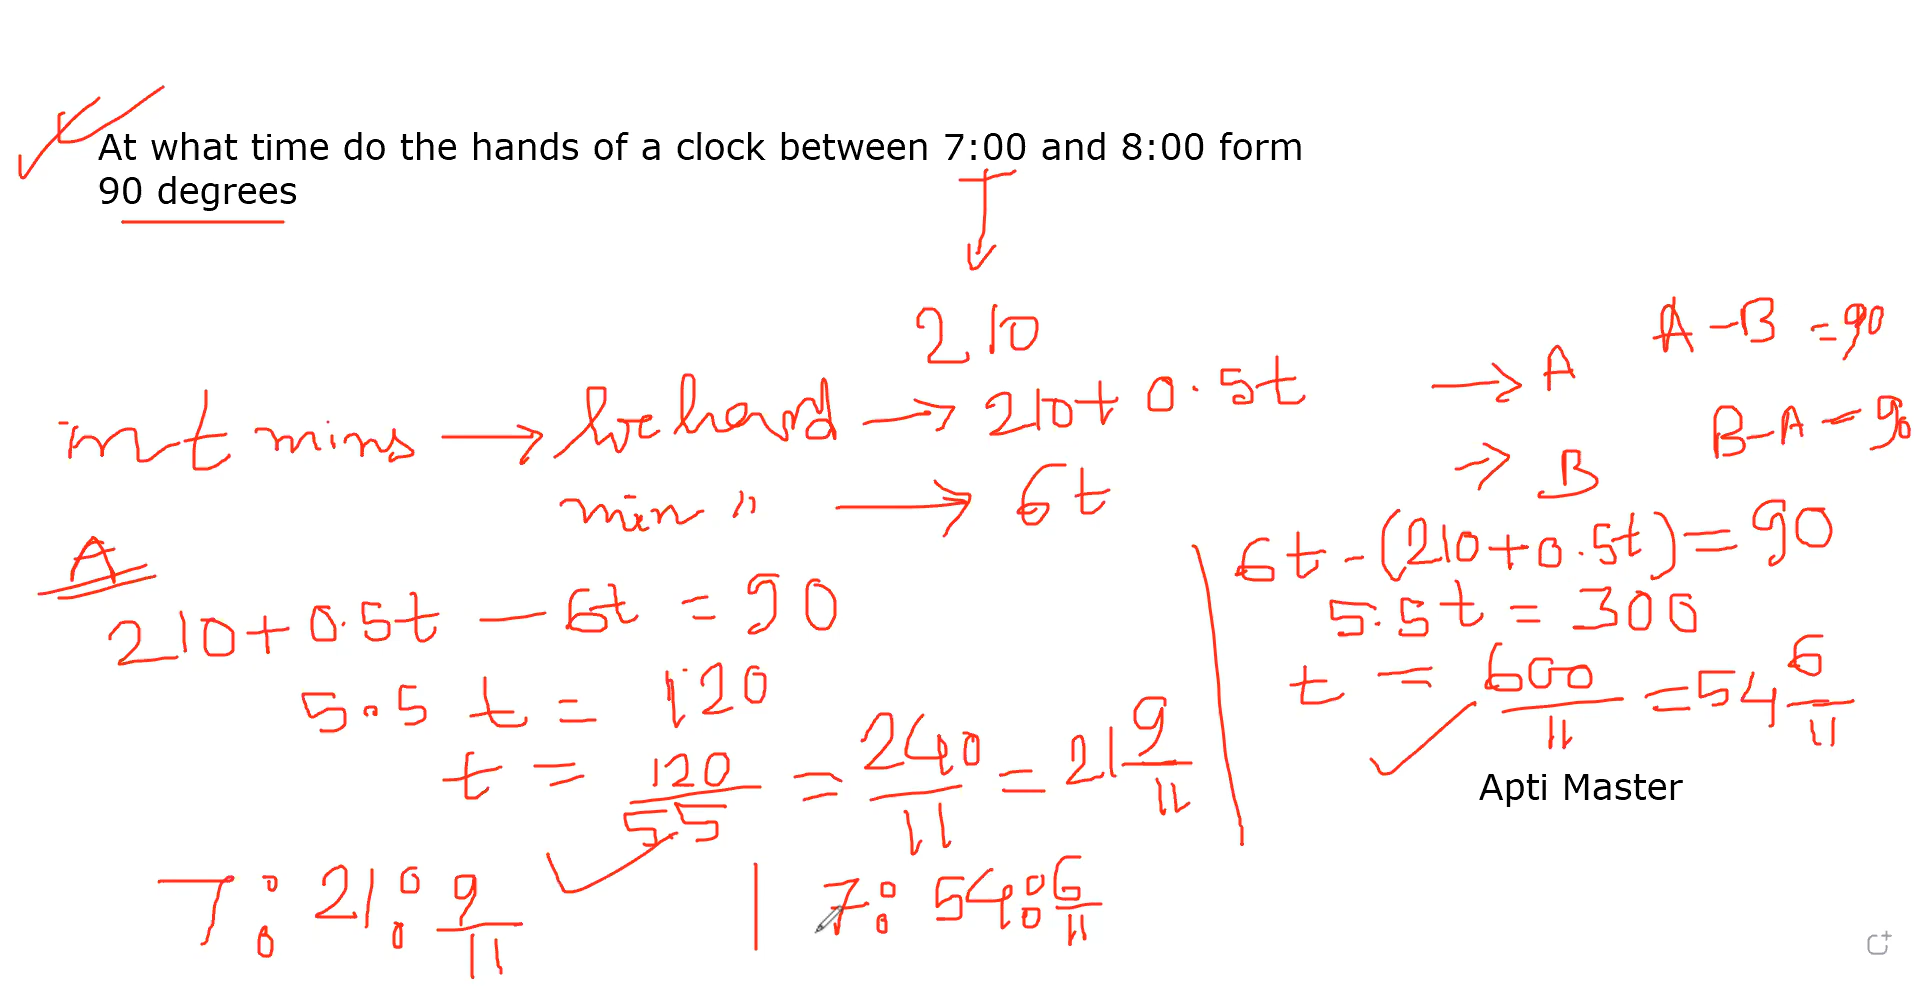 At what time do the hands of a clock between 7:00 and 8:00 form
90 degrees
210
A - B = 90
in t mins → hr hand → 210 + 0.5t → A
B - A = 90
min " → 6t → B
A
6t - (210 + 0.5t) = 90
210 + 0.5t - 6t = 90
5.5t = 300
5.5 t = 120
t = 600/11 = 54 6/11
t = 120/5.5 = 240/11 = 21 9/11
Apti Master
7 : 21 : 9/11 | 7 : 54 : 6/11